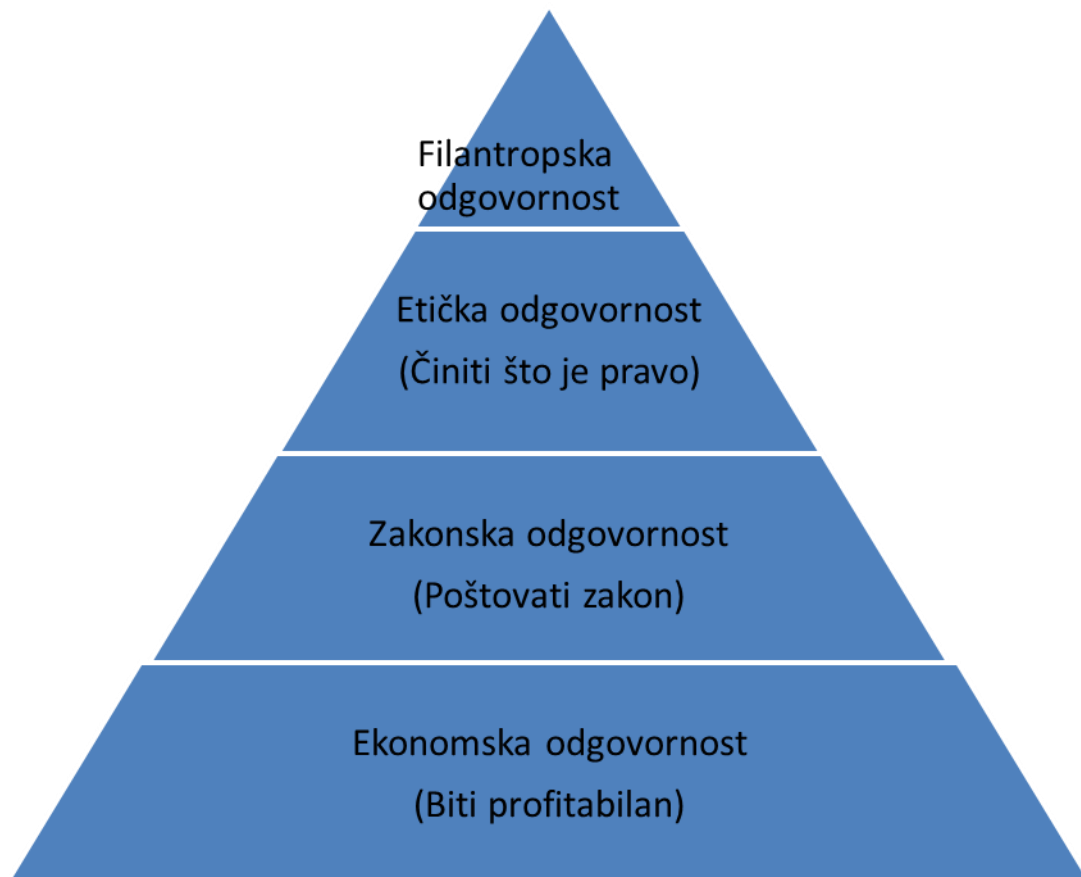 Filantropska
odgovornost
Etička odgovornost
(Činiti što je pravo)
Zakonska odgovornost
(Poštovati zakon)
Ekonomska odgovornost
(Biti profitabilan)